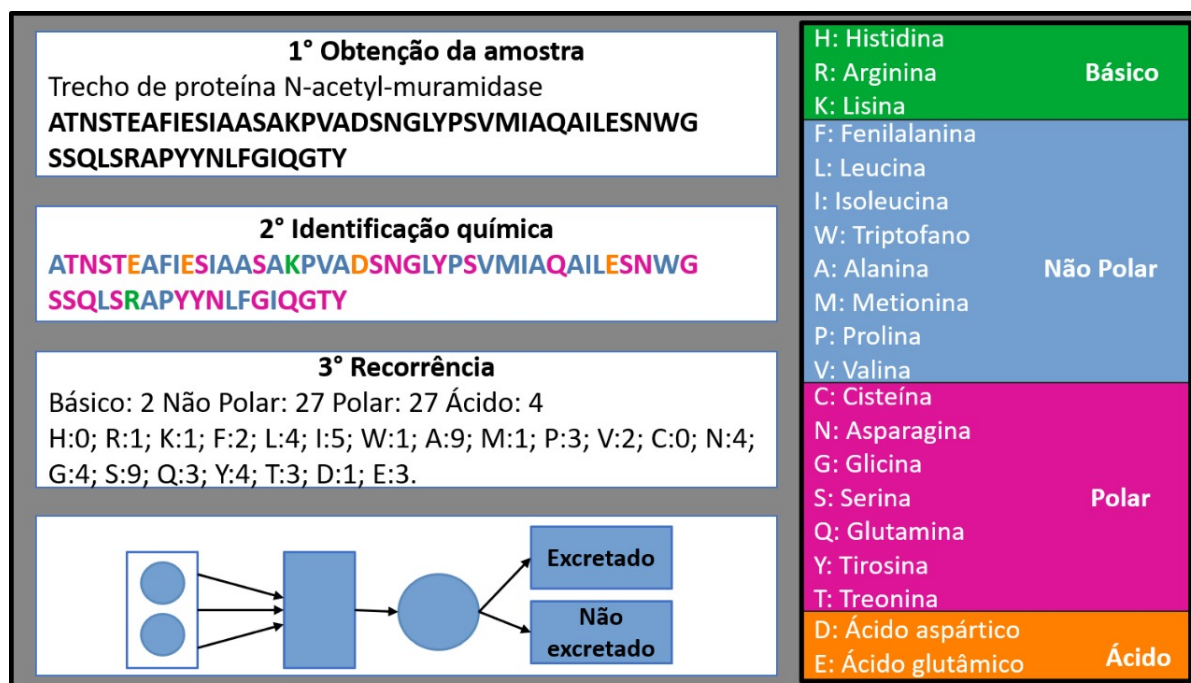 1° Obtenção da amostra
Trecho de proteína N-acetyl-muramidase
ATNSTEAFIESIAASAKPVADSNGLYPSVMIAQAILESNWG
SSQLSRAPYYNLFGIQGTY
2° Identificação química
ATNSTEAFIESIAASAKPVADSNGLYPSVMIAQAILESNWG
SSQLSRAPYYNLFGIQGTY
3° Recorrência
Básico: 2 Não Polar: 27 Polar: 27 Ácido: 4
H:0; R:1; K:1; F:2; L:4; I:5; W:1; A:9; M:1; P:3; V:2; C:0; N:4;
G:4; S:9; Q:3; Y:4; T:3; D:1; E:3.
Excretado
Não
excretado
H: Histidina
R: Arginina Básico
K: Lisina
F: Fenilalanina
L: Leucina
I: Isoleucina
W: Triptofano
A: Alanina Não Polar
M: Metionina
P: Prolina
V: Valina
C: Cisteína
N: Asparagina
G: Glicina
S: Serina Polar
Q: Glutamina
Y: Tirosina
T: Treonina
D: Ácido aspártico
E: Ácido glutâmico Ácido